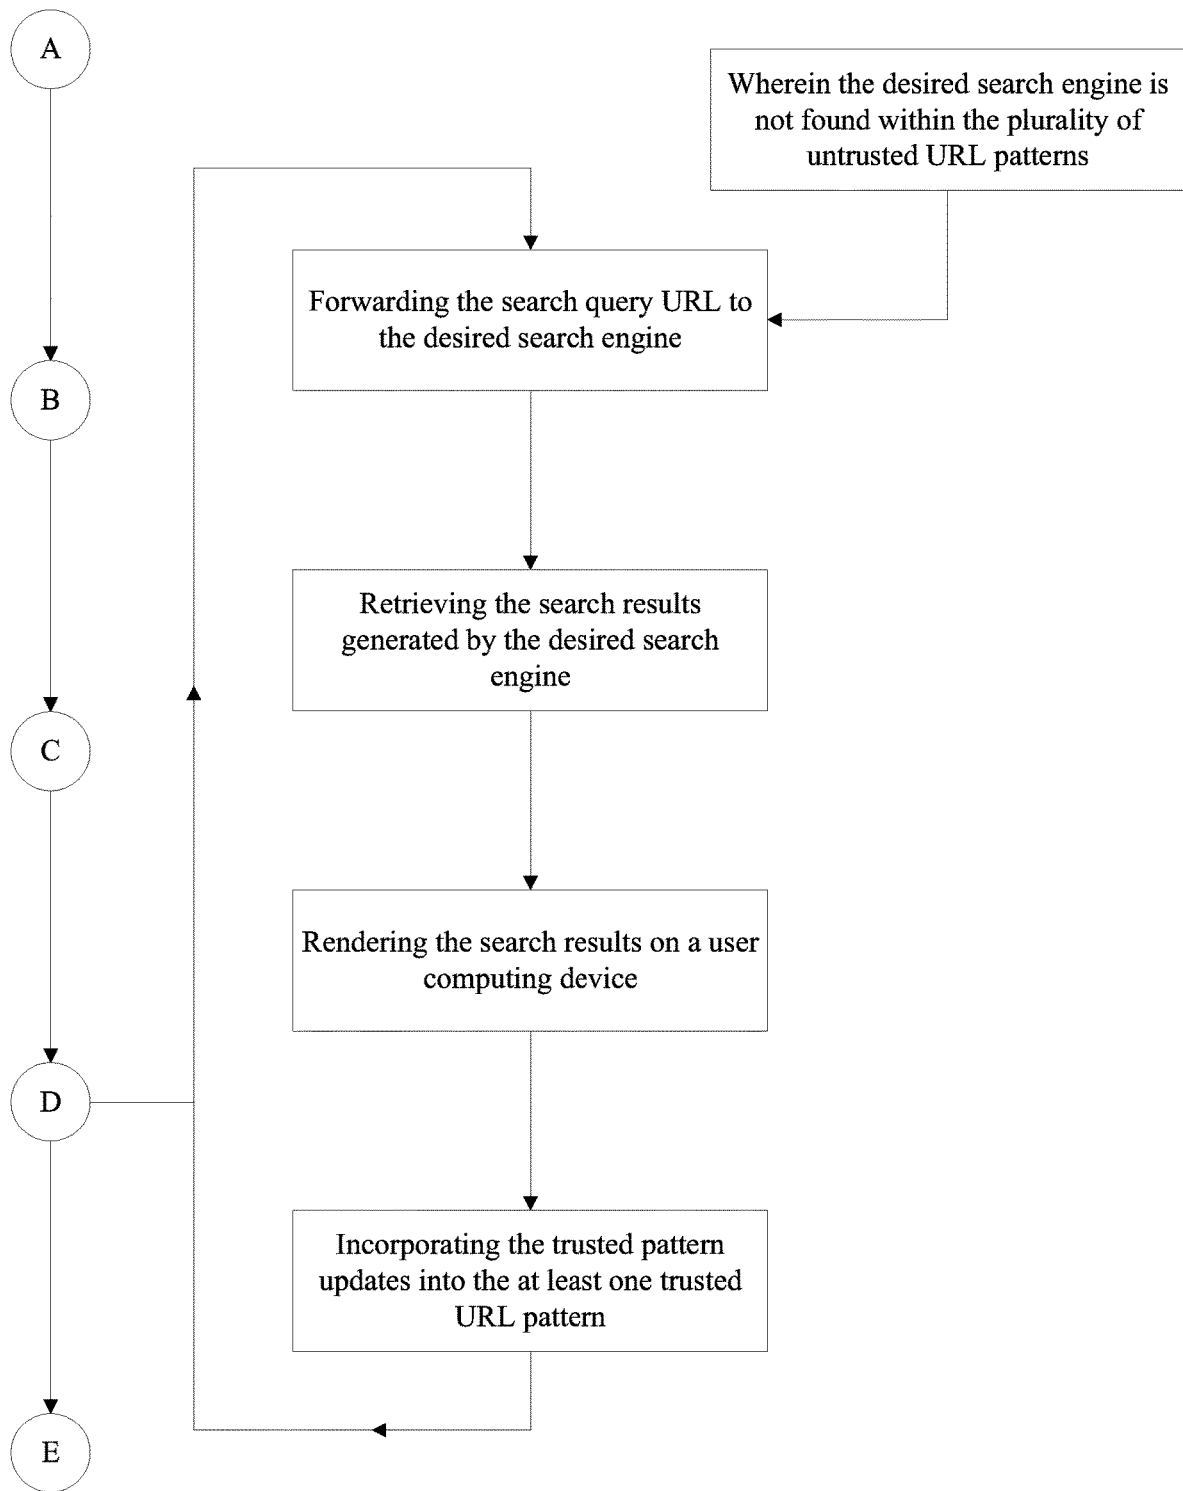 A
Wherein the desired search engine is
not found within the plurality of
untrusted URL patterns
Forwarding the search query URL to
the desired search engine
B
Retrieving the search results
generated by the desired search
engine
C
Rendering the search results on a user
computing device
D
Incorporating the trusted pattern
updates into the at least one trusted
URL pattern
E